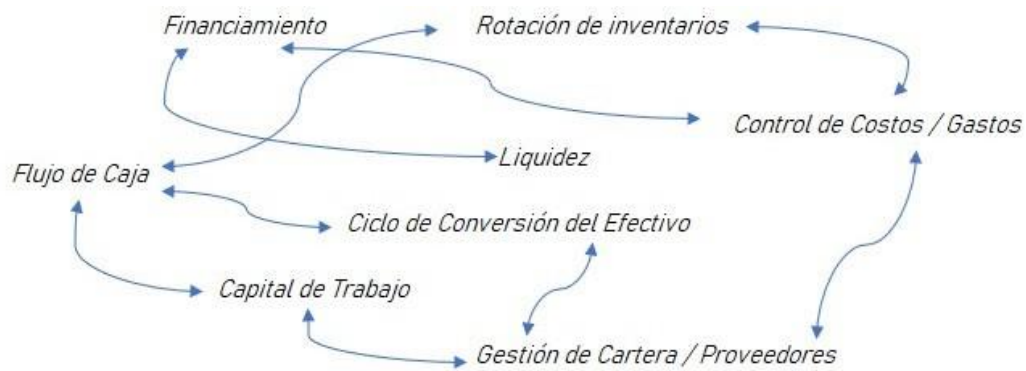 Financiamiento
Rotación de inventarios
Control de Costos / Gastos
Liquidez
Flujo de Caja
Ciclo de Conversión del Efectivo
Capital de Trabajo
Gestión de Cartera / Proveedores